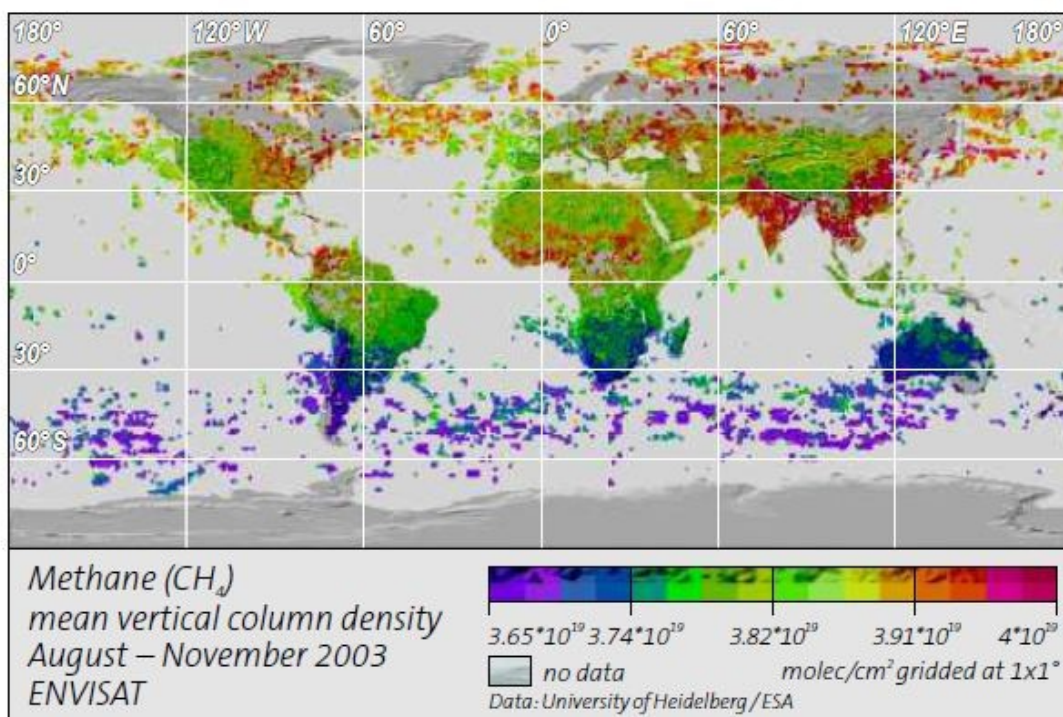 180° 120° W 60° 0° 60° 120° E 180°
60° N
30°
0°
30°
60° S
Methane (CH₄)
mean vertical column density
August – November 2003
ENVISAT
3.65*10¹⁹ 3.74*10¹⁹ 3.82*10¹⁹ 3.91*10¹⁹ 4*10¹⁹
no data molec/cm² gridded at 1x1°
Data: University of Heidelberg / ESA